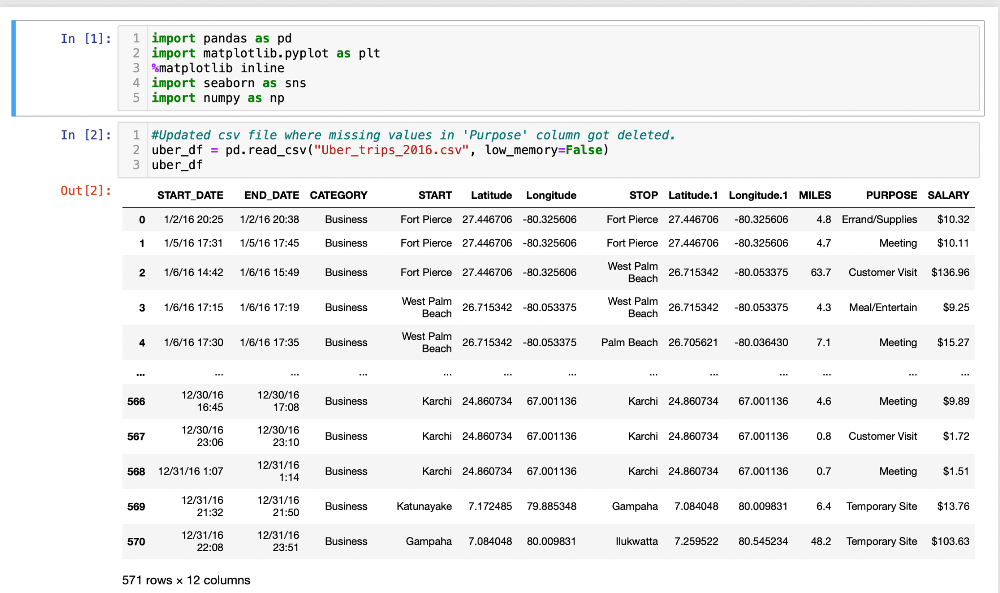 In [1]:
1 import pandas as pd
2 import matplotlib.pyplot as plt
3 %matplotlib inline
4 import seaborn as sns
5 import numpy as np
In [2]:
1 #Updated csv file where missing values in 'Purpose' column got deleted.
2 uber_df = pd.read_csv("Uber_trips_2016.csv", low_memory=False)
3 uber_df
Out[2]:
START_DATE END_DATE CATEGORY START Latitude Longitude STOP Latitude.1 Longitude.1 MILES PURPOSE SALARY
0 1/2/16 20:25 1/2/16 20:38 Business Fort Pierce 27.446706 -80.325606 Fort Pierce 27.446706 -80.325606 4.8 Errand/Supplies $10.32
1 1/5/16 17:31 1/5/16 17:45 Business Fort Pierce 27.446706 -80.325606 Fort Pierce 27.446706 -80.325606 4.7 Meeting $10.11
2 1/6/16 14:42 1/6/16 15:49 Business Fort Pierce 27.446706 -80.325606 West Palm Beach 26.715342 -80.053375 63.7 Customer Visit $136.96
3 1/6/16 17:15 1/6/16 17:19 Business West Palm Beach 26.715342 -80.053375 West Palm Beach 26.715342 -80.053375 4.3 Meal/Entertain $9.25
4 1/6/16 17:30 1/6/16 17:35 Business West Palm Beach 26.715342 -80.053375 Palm Beach 26.705621 -80.036430 7.1 Meeting $15.27
... ... ... ... ... ... ... ... ... ... ... ... ...
566 12/30/16 16:45 12/30/16 17:08 Business Karchi 24.860734 67.001136 Karchi 24.860734 67.001136 4.6 Meeting $9.89
567 12/30/16 23:06 12/30/16 23:10 Business Karchi 24.860734 67.001136 Karchi 24.860734 67.001136 0.8 Customer Visit $1.72
568 12/31/16 1:07 12/31/16 1:14 Business Karchi 24.860734 67.001136 Karchi 24.860734 67.001136 0.7 Meeting $1.51
569 12/31/16 21:32 12/31/16 21:50 Business Katunayake 7.172485 79.885348 Gampaha 7.084048 80.009831 6.4 Temporary Site $13.76
570 12/31/16 22:08 12/31/16 23:51 Business Gampaha 7.084048 80.009831 Ilukwatta 7.259522 80.545234 48.2 Temporary Site $103.63
571 rows × 12 columns